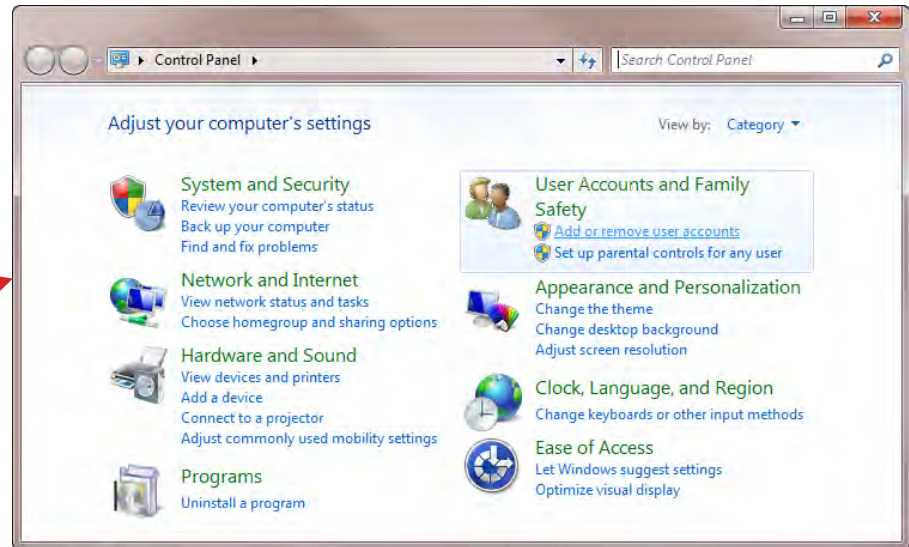 Control Panel
Search Control Panel
Adjust your computer's settings
View by: Category
System and Security
Review your computer's status
Back up your computer
Find and fix problems
Network and Internet
View network status and tasks
Choose homegroup and sharing options
Hardware and Sound
View devices and printers
Add a device
Connect to a projector
Adjust commonly used mobility settings
Programs
Uninstall a program
User Accounts and Family
Safety
Add or remove user accounts
Set up parental controls for any user
Appearance and Personalization
Change the theme
Change desktop background
Adjust screen resolution
Clock, Language, and Region
Change keyboards or other input methods
Ease of Access
Let Windows suggest settings
Optimize visual display